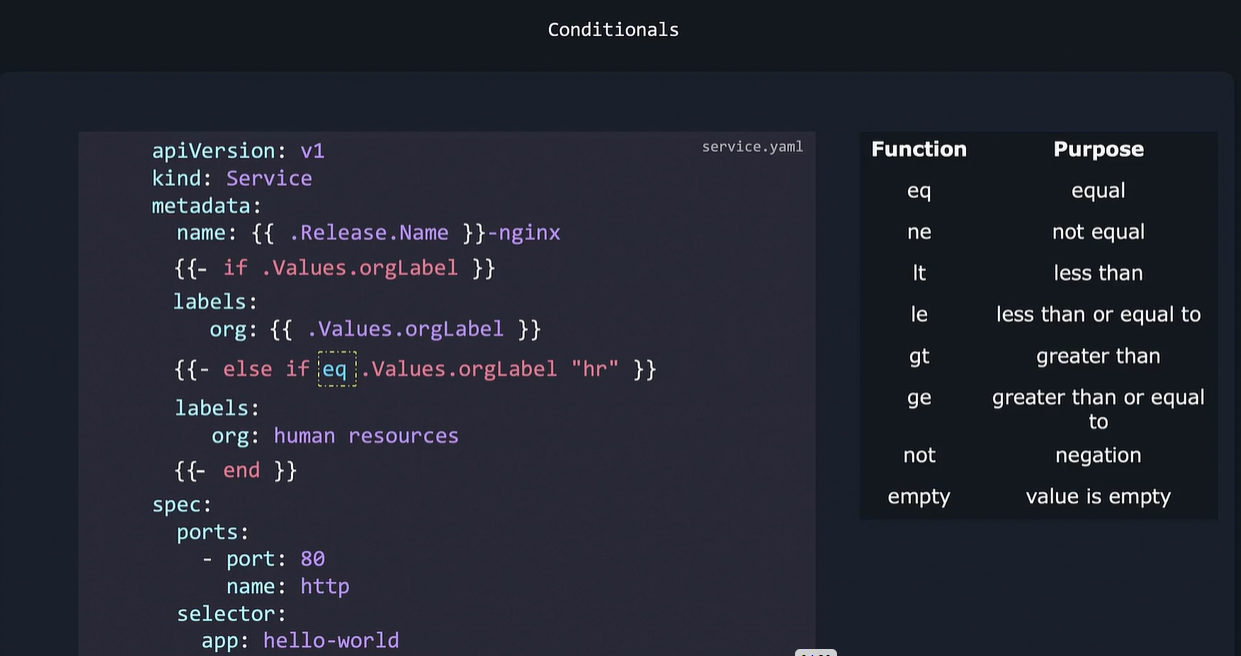 Conditionals
service.yaml
apiVersion: v1
kind: Service
metadata:
  name: {{ .Release.Name }}-nginx
  {{- if .Values.orgLabel }}
  labels:
     org: {{ .Values.orgLabel }}
  {{- else if eq .Values.orgLabel "hr" }}
  labels:
     org: human resources
  {{- end }}
spec:
  ports:
    - port: 80
      name: http
  selector:
    app: hello-world
Function Purpose
eq equal
ne not equal
lt less than
le less than or equal to
gt greater than
ge greater than or equal
to
not negation
empty value is empty